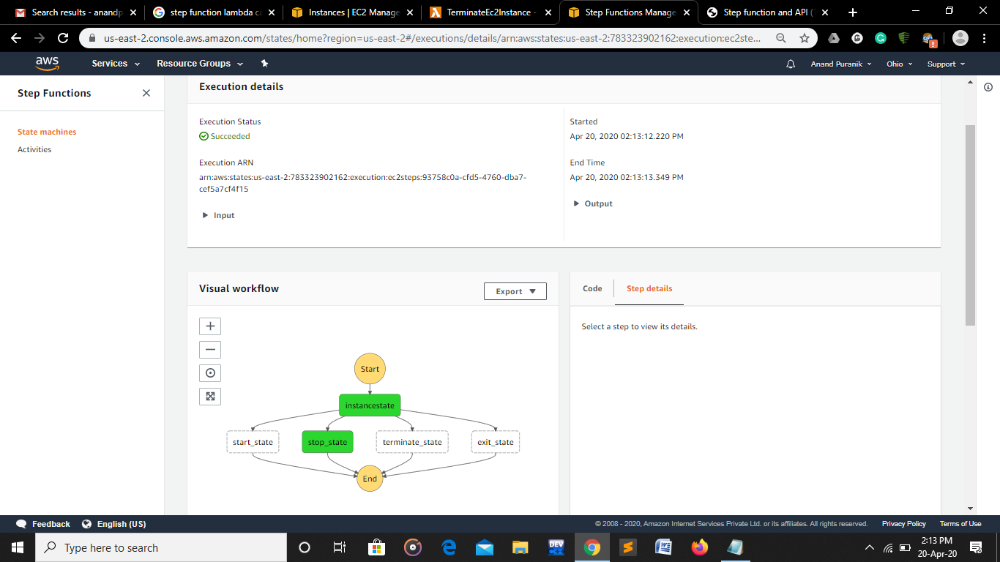 Search results - anandp
step function lambda ca
Instances | EC2 Manage
TerminateEc2Instance -
Step Functions Manage
Step function and API (
us-east-2.console.aws.amazon.com/states/home?region=us-east-2#/executions/details/arn:aws:states:us-east-2:783323902162:execution:ec2ste...
aws
Services
Resource Groups
Anand Puranik
Ohio
Support
Step Functions
State machines
Activities
Execution details
Execution Status
Succeeded
Execution ARN
arn:aws:states:us-east-2:783323902162:execution:ec2steps:93758c0a-cfd5-4760-dba7-
cef5a7cf4f15
Input
Started
Apr 20, 2020 02:13:12.220 PM
End Time
Apr 20, 2020 02:13:13.349 PM
Output
Visual workflow
Export
Start
instancestate
start_state
stop_state
terminate_state
exit_state
End
Code
Step details
Select a step to view its details.
Feedback
English (US)
© 2008 - 2020, Amazon Internet Services Private Ltd. or its affiliates. All rights reserved.
Privacy Policy
Terms of Use
Type here to search
DEV
2:13 PM
20-Apr-20